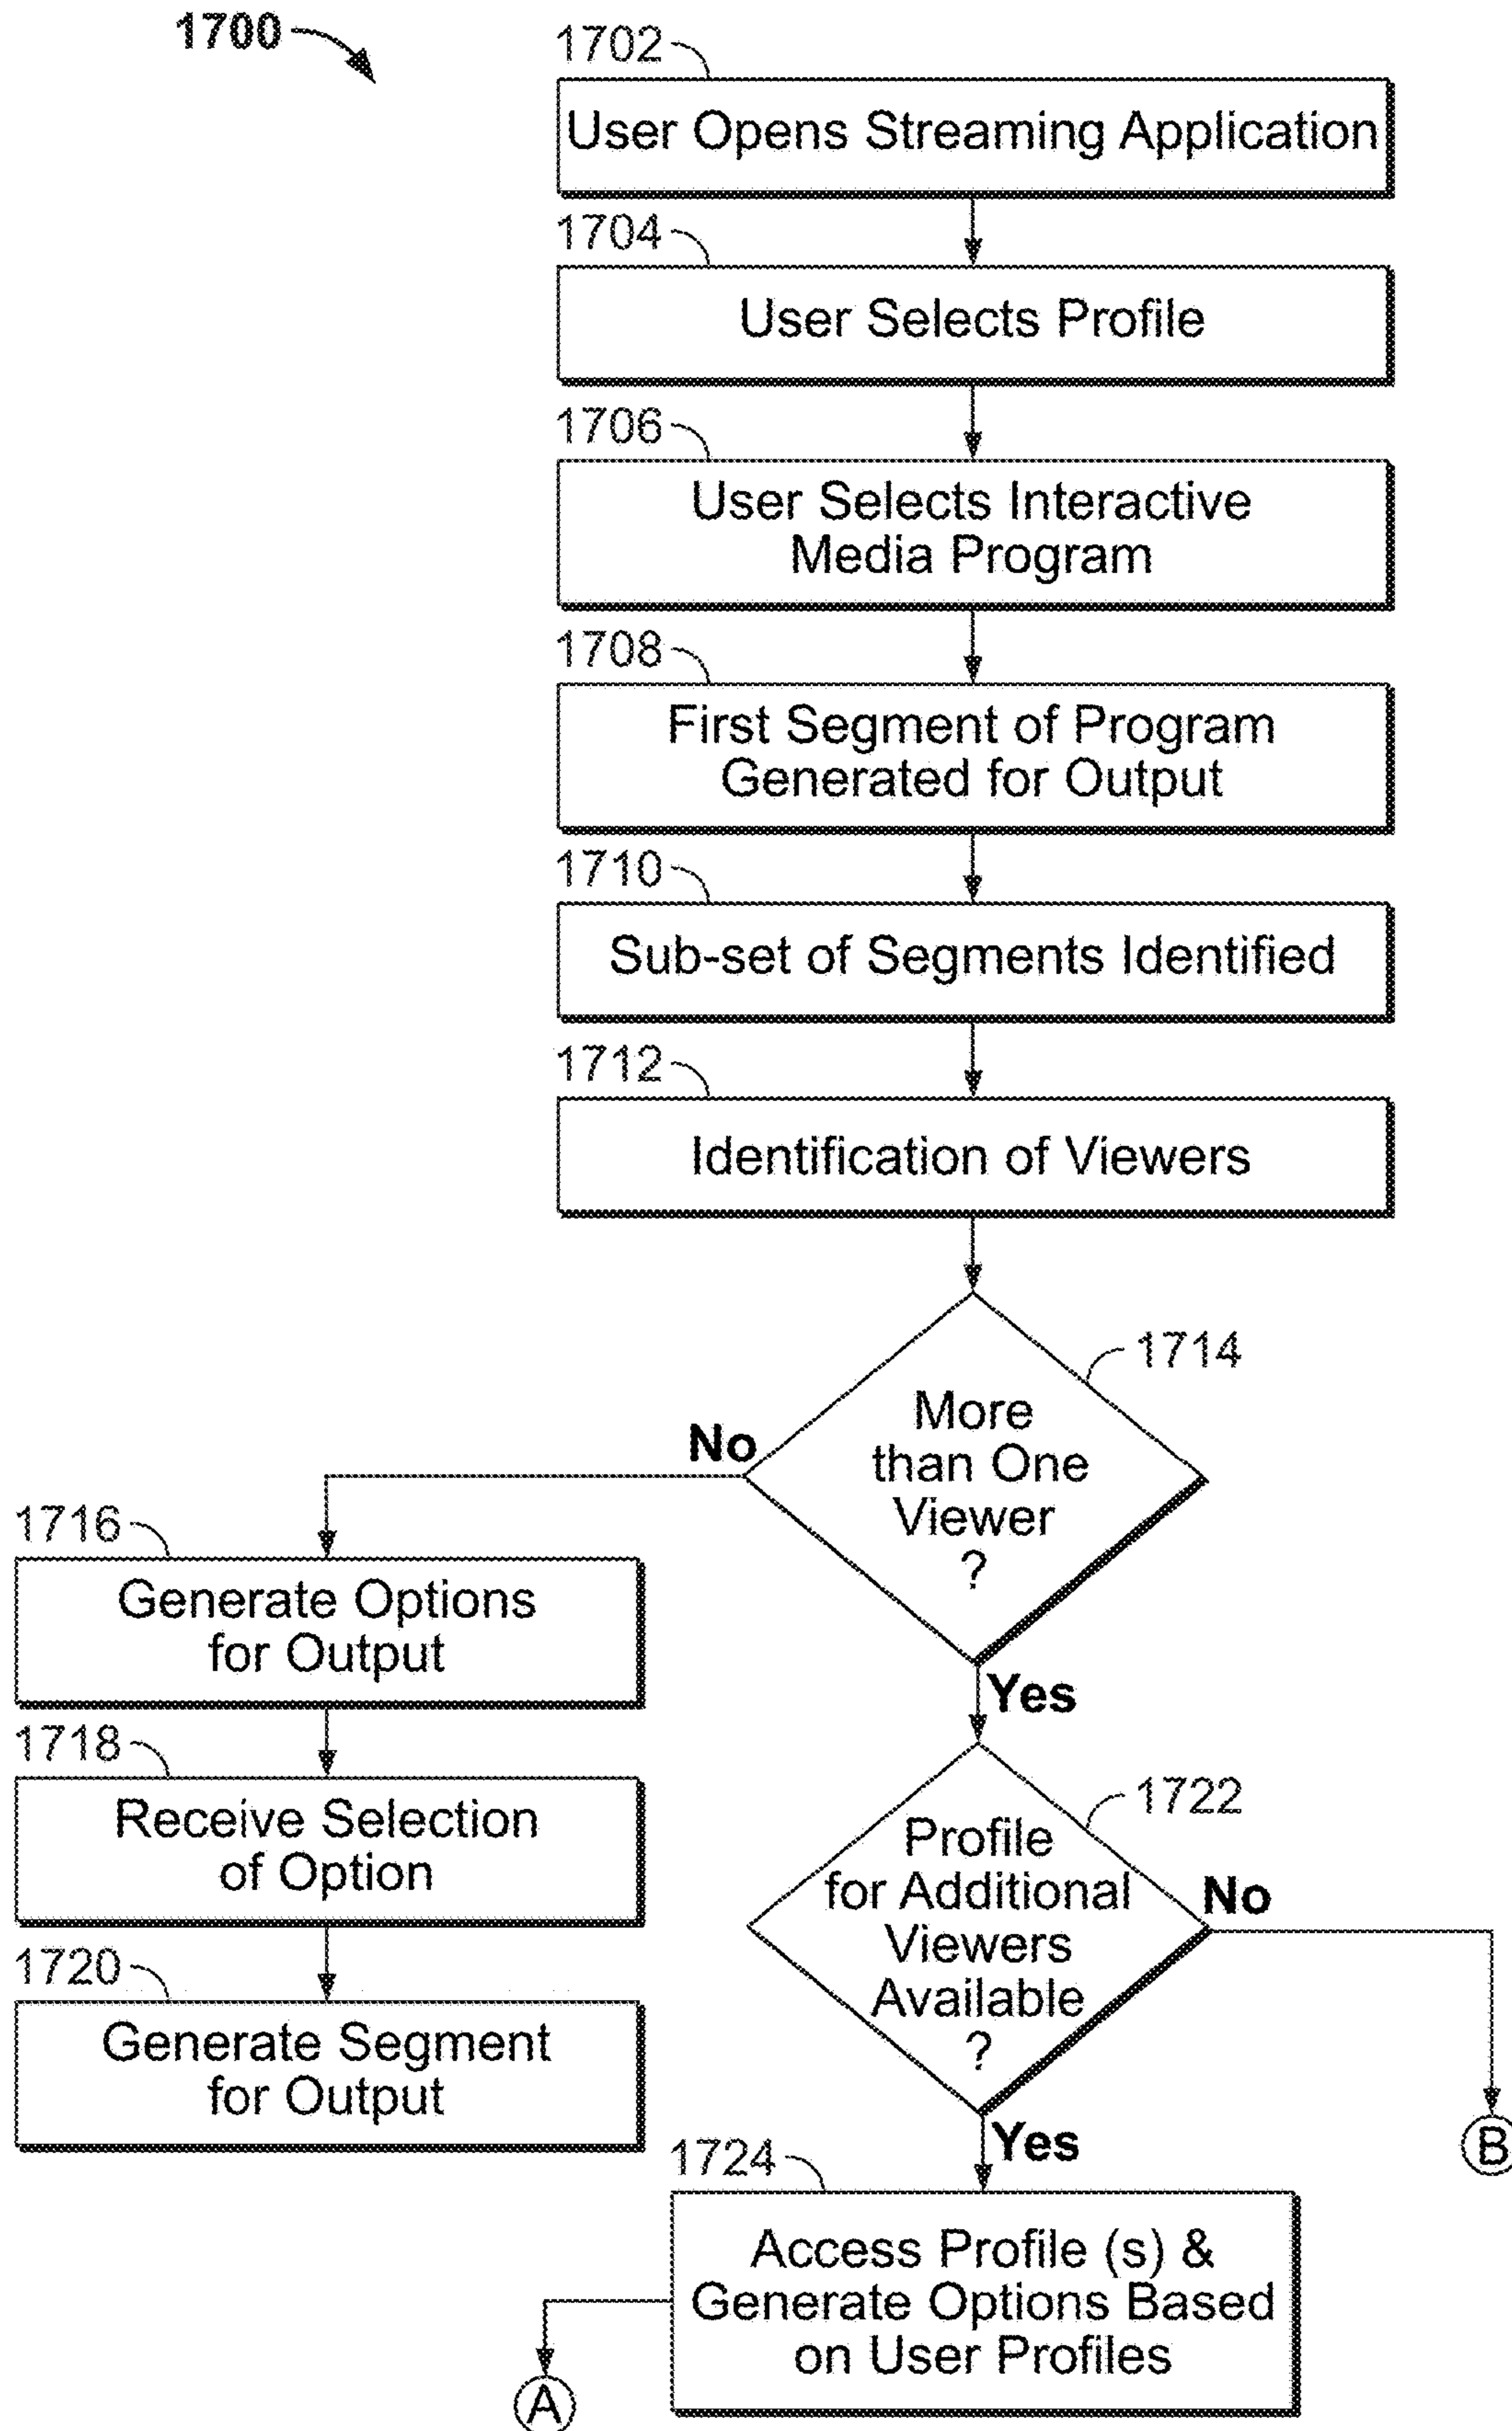 1700
1702
User Opens Streaming Application
1704
User Selects Profile
1706
User Selects Interactive
Media Program
1708
First Segment of Program
Generated for Output
1710
Sub-set of Segments Identified
1712
Identification of Viewers
1714
More
than One
Viewer
?
No
Yes
1716
Generate Options
for Output
1718
Receive Selection
of Option
1720
Generate Segment
for Output
1722
Profile
for Additional
Viewers
Available
?
No
B
Yes
1724
Access Profile (s) &
Generate Options Based
on User Profiles
A